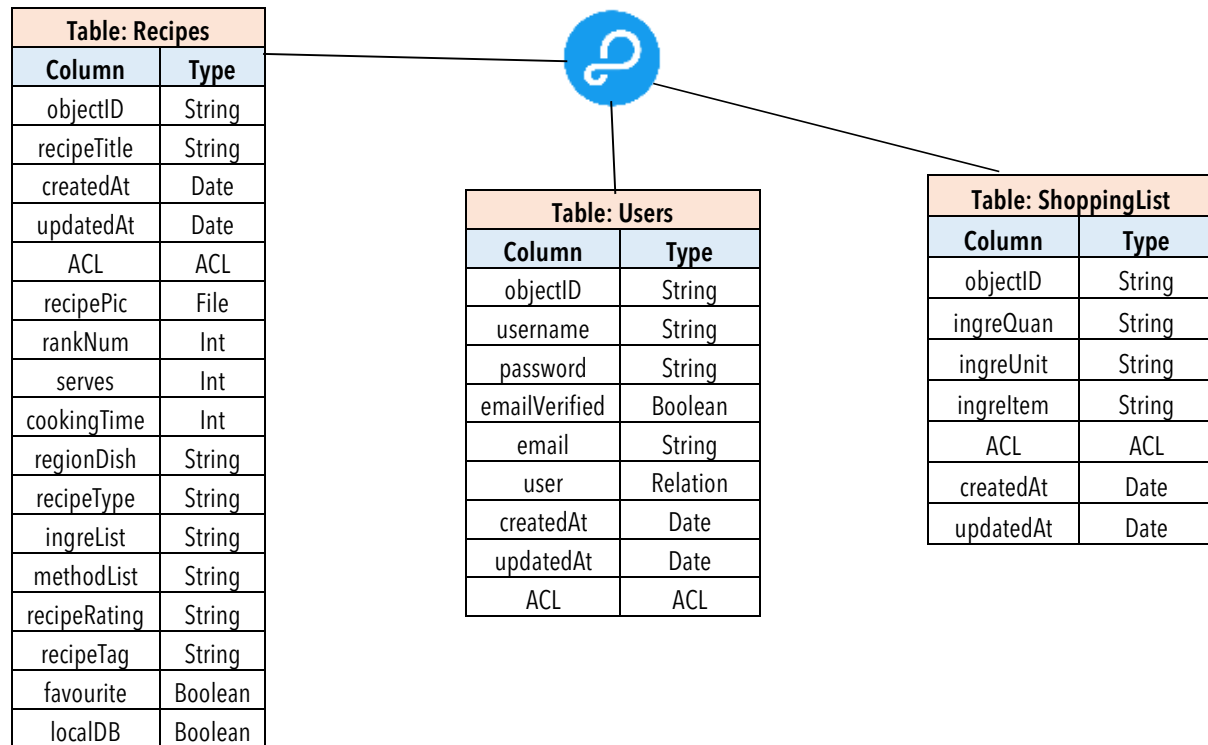 Table: Recipes
Column Type
objectID String
recipeTitle String
createdAt Date
updatedAt Date
ACL ACL
recipePic File
rankNum Int
serves Int
cookingTime Int
regionDish String
recipeType String
ingreList String
methodList String
recipeRating String
recipeTag String
favourite Boolean
localDB Boolean
Table: Users
Column Type
objectID String
username String
password String
emailVerified Boolean
email String
user Relation
createdAt Date
updatedAt Date
ACL ACL
Table: ShoppingList
Column Type
objectID String
ingreQuan String
ingreUnit String
ingreItem String
ACL ACL
createdAt Date
updatedAt Date